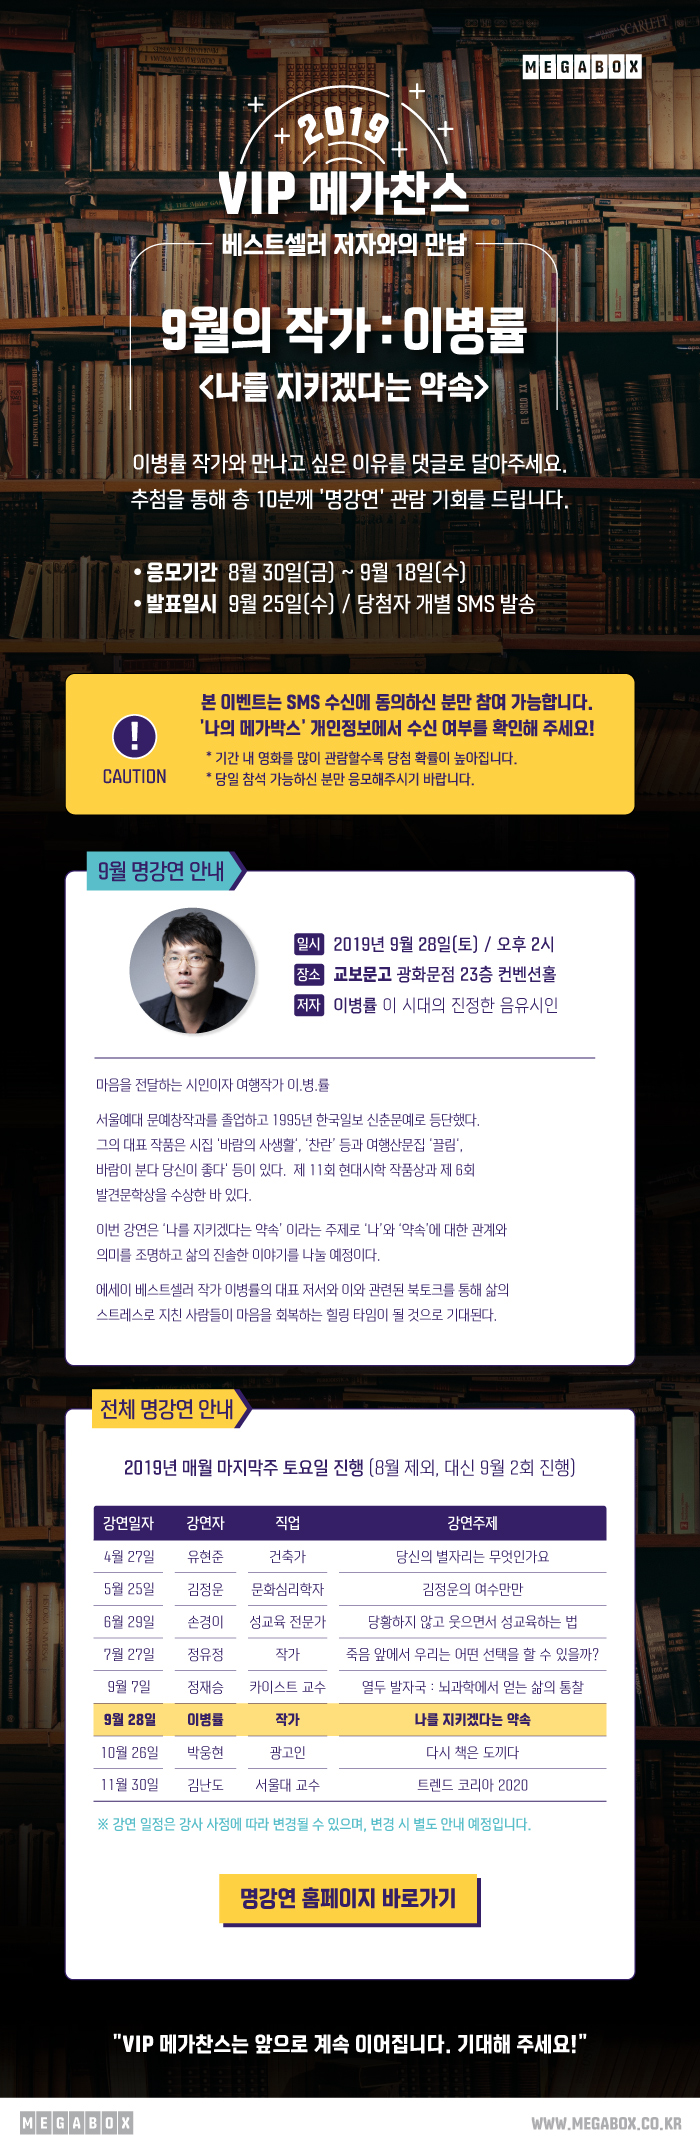 MEGABOX
2019
VIP 메가찬스
베스트셀러 저자와의 만남
9월의 작가 : 이병률
<나를 지키겠다는 약속>
이병률 작가와 만나고 싶은 이유를 댓글로 달아주세요.
추첨을 통해 총 10분께 '명강연' 관람 기회를 드립니다.
• 응모기간 8월 30일(금) ~ 9월 18일(수)
• 발표일시 9월 25일(수) / 당첨자 개별 SMS 발송
!
CAUTION
본 이벤트는 SMS 수신에 동의하신 분만 참여 가능합니다.
'나의 메가박스' 개인정보에서 수신 여부를 확인해 주세요!
* 기간 내 영화를 많이 관람할수록 당첨 확률이 높아집니다.
* 당일 참석 가능하신 분만 응모해주시기 바랍니다.
9월 명강연 안내
일시 2019년 9월 28일(토) / 오후 2시
장소 교보문고 광화문점 23층 컨벤션홀
저자 이병률 이 시대의 진정한 음유시인
마음을 전달하는 시인이자 여행작가 이.병.률
서울예대 문예창작과를 졸업하고 1995년 한국일보 신춘문예로 등단했다.
그의 대표 작품은 시집 '바람의 사생활', '찬란' 등과 여행산문집 '끌림',
바람이 분다 당신이 좋다' 등이 있다. 제 11회 현대시학 작품상과 제 6회
발견문학상을 수상한 바 있다.
이번 강연은 '나를 지키겠다는 약속' 이라는 주제로 '나'와 '약속'에 대한 관계와
의미를 조명하고 삶의 진솔한 이야기를 나눌 예정이다.
에세이 베스트셀러 작가 이병률의 대표 저서와 이와 관련된 북토크를 통해 삶의
스트레스로 지친 사람들이 마음을 회복하는 힐링 타임이 될 것으로 기대된다.
전체 명강연 안내
2019년 매월 마지막주 토요일 진행 (8월 제외, 대신 9월 2회 진행)
강연일자 강연자 직업 강연주제
4월 27일 유현준 건축가 당신의 별자리는 무엇인가요
5월 25일 김정운 문화심리학자 김정운의 여수만만
6월 29일 손경이 성교육 전문가 당황하지 않고 웃으면서 성교육하는 법
7월 27일 정유정 작가 죽음 앞에서 우리는 어떤 선택을 할 수 있을까?
9월 7일 정재승 카이스트 교수 열두 발자국 : 뇌과학에서 얻는 삶의 통찰
9월 28일 이병률 작가 나를 지키겠다는 약속
10월 26일 박웅현 광고인 다시 책은 도끼다
11월 30일 김난도 서울대 교수 트렌드 코리아 2020
※ 강연 일정은 강사 사정에 따라 변경될 수 있으며, 변경 시 별도 안내 예정입니다.
명강연 홈페이지 바로가기
"VIP 메가찬스는 앞으로 계속 이어집니다. 기대해 주세요!"
MEGABOX
WWW.MEGABOX.CO.KR